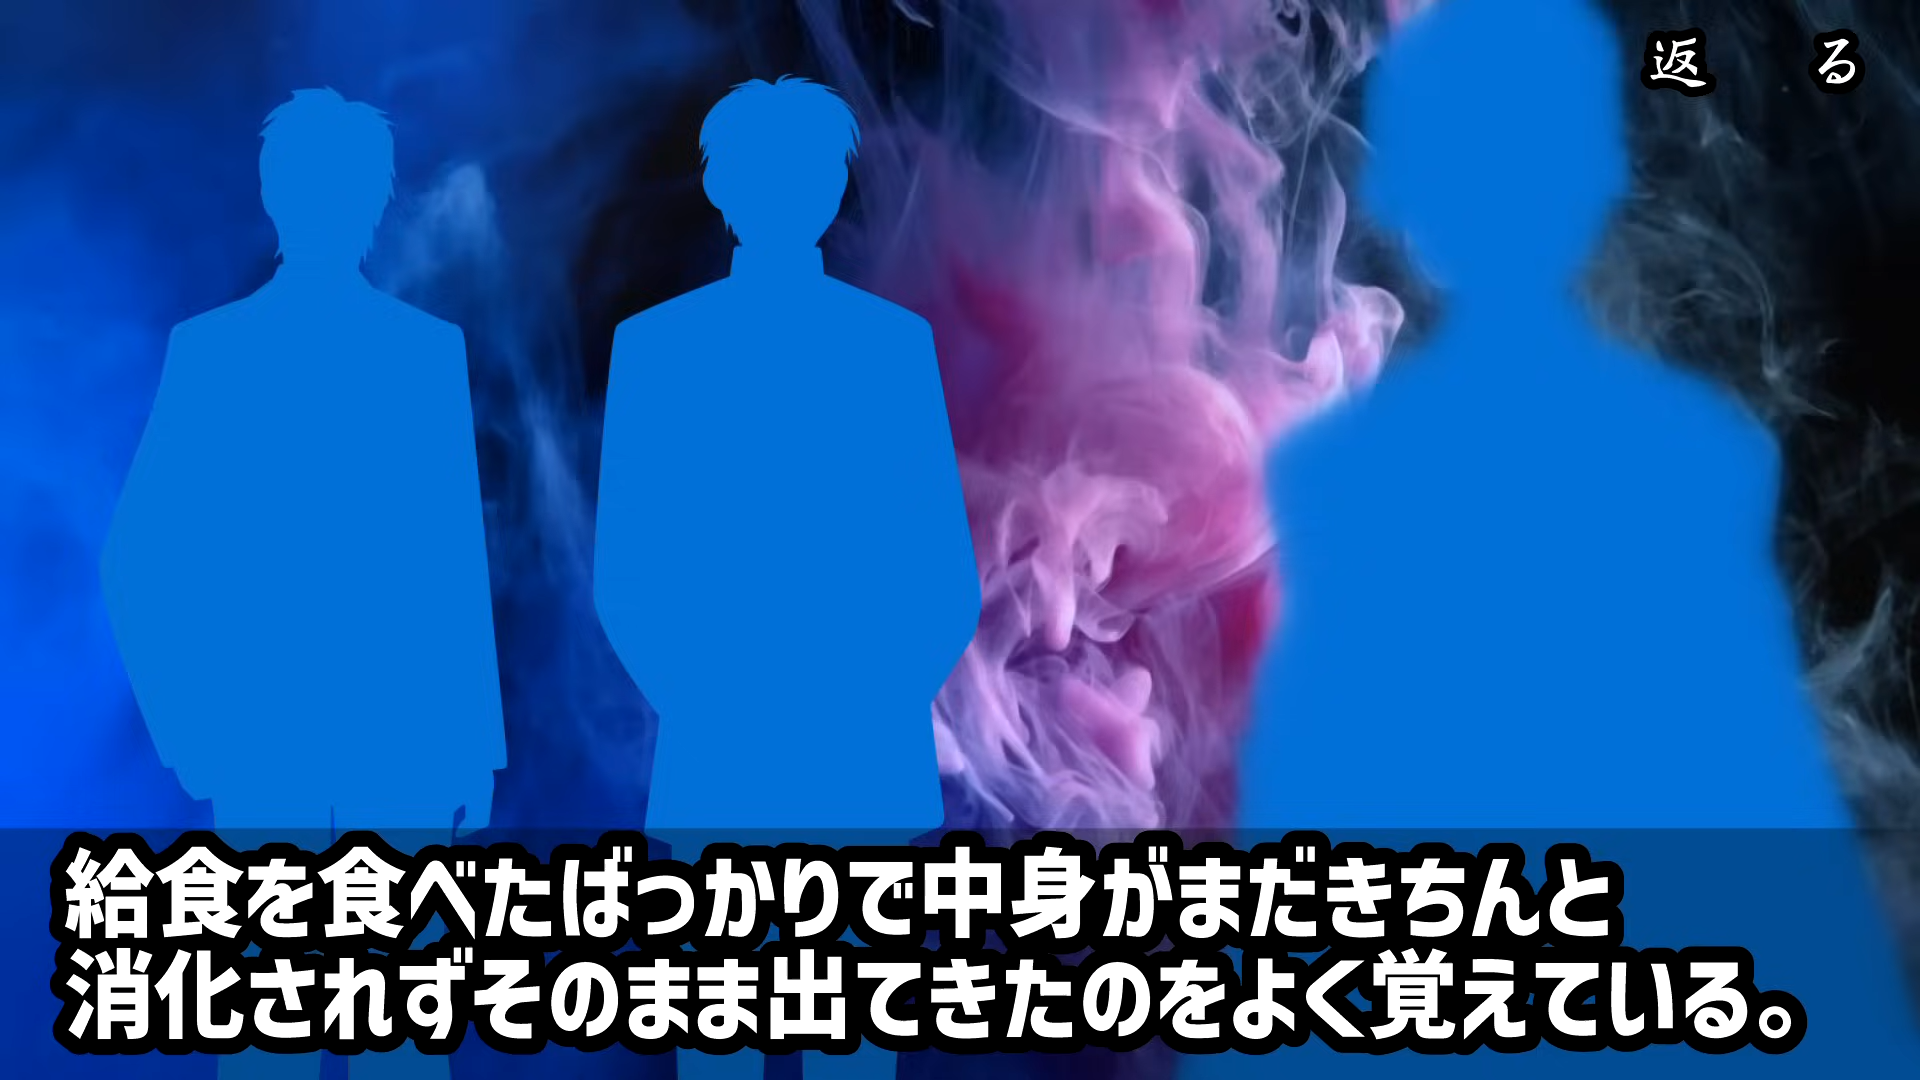 返　る
給食を食べたばっかりで中身がまだきちんと
消化されずそのまま出てきたのをよく覚えている。